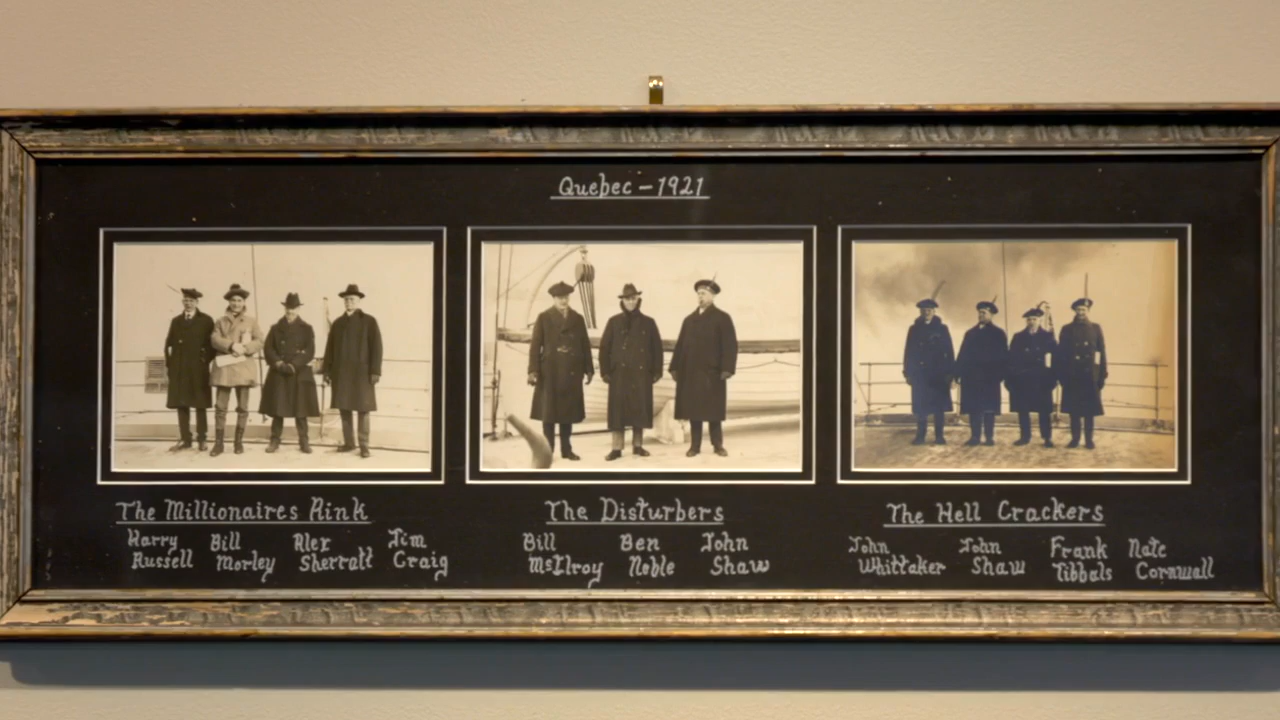 Quebec - 1921
The Millionaires Rink
Harry Bill Alex Jim
Russell Morley Sherratt Craig
The Disturbers
Bill Ben John
McIlroy Noble Shaw
The Hell Crackers
John John Frank Nate
Whittaker Shaw Tibbals Cornwall